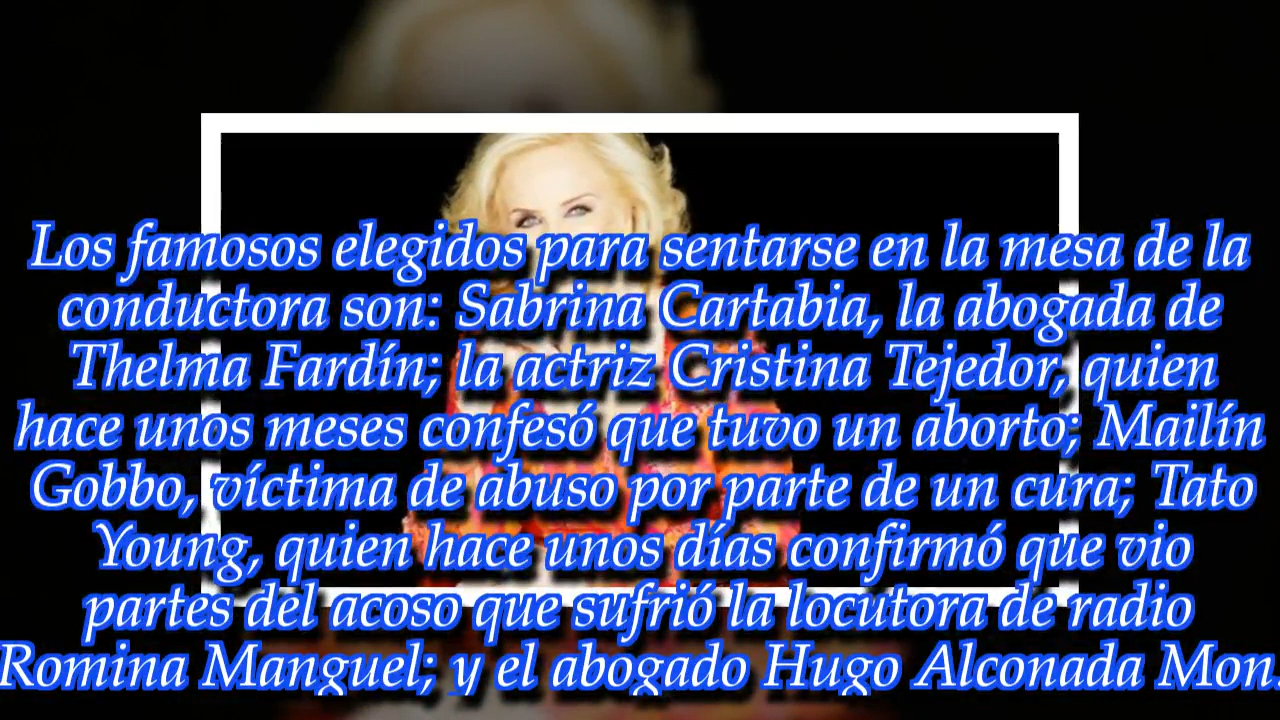 Los famosos elegidos para sentarse en la mesa de la
conductora son: Sabrina Cartabia, la abogada de
Thelma Fardín; la actriz Cristina Tejedor, quien
hace unos meses confesó que tuvo un aborto; Mailín
Gobbo, víctima de abuso por parte de un cura; Tato
Young, quien hace unos días confirmó que vio
partes del acoso que sufrió la locutora de radio
Romina Manguel; y el abogado Hugo Alconada Mon.